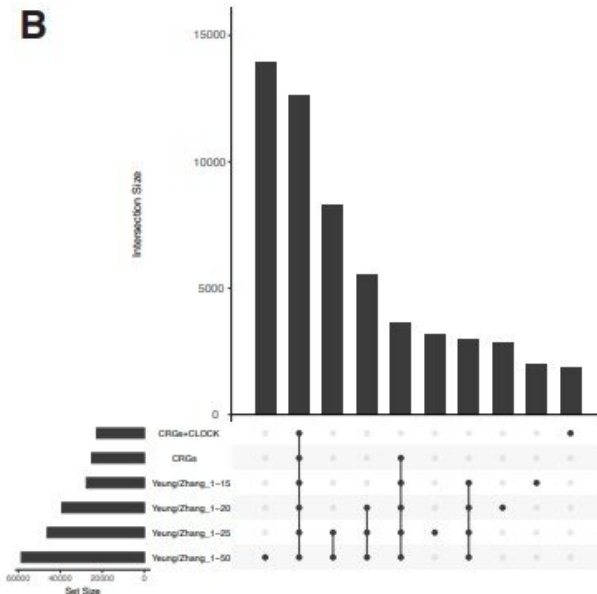 B
15000
10000
5000
0
Intersection Size
CRGs+CLOCK
CRGs
Yeung/Zhang_1-15
Yeung/Zhang_1-20
Yeung/Zhang_1-25
Yeung/Zhang_1-50
60000 40000 20000 0
Set Size